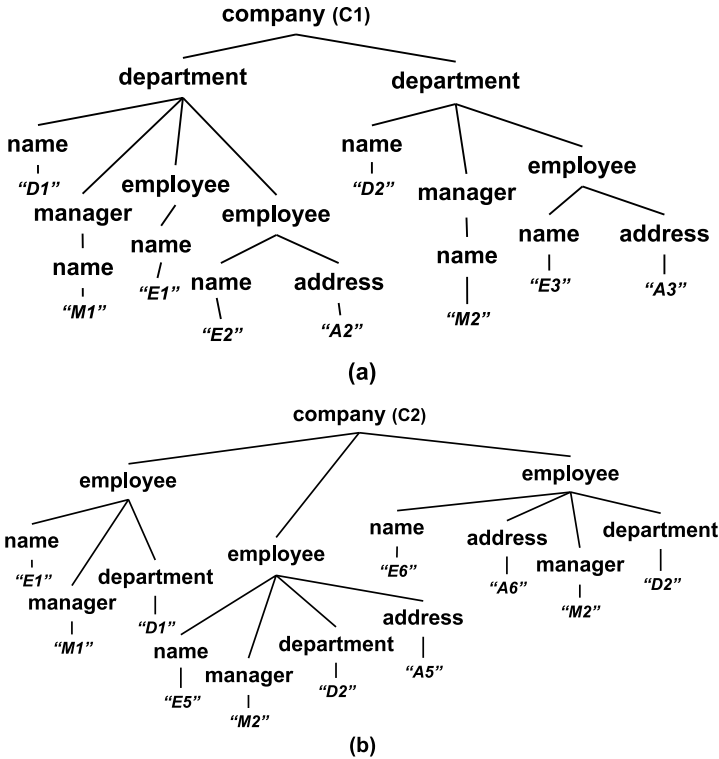 company (C1)
department department
name name
"D1" employee "D2" employee
manager employee manager
name name name address
name name address name
"M1" "E1" "E3" "A3"
"E2" "A2" "M2"
(a)
company (C2)
employee employee
name name address department
"E1" manager department employee "E6" "A6" manager "D2"
"M1" "D1" "M2"
name manager department address
"E5" "M2" "D2" "A5"
(b)